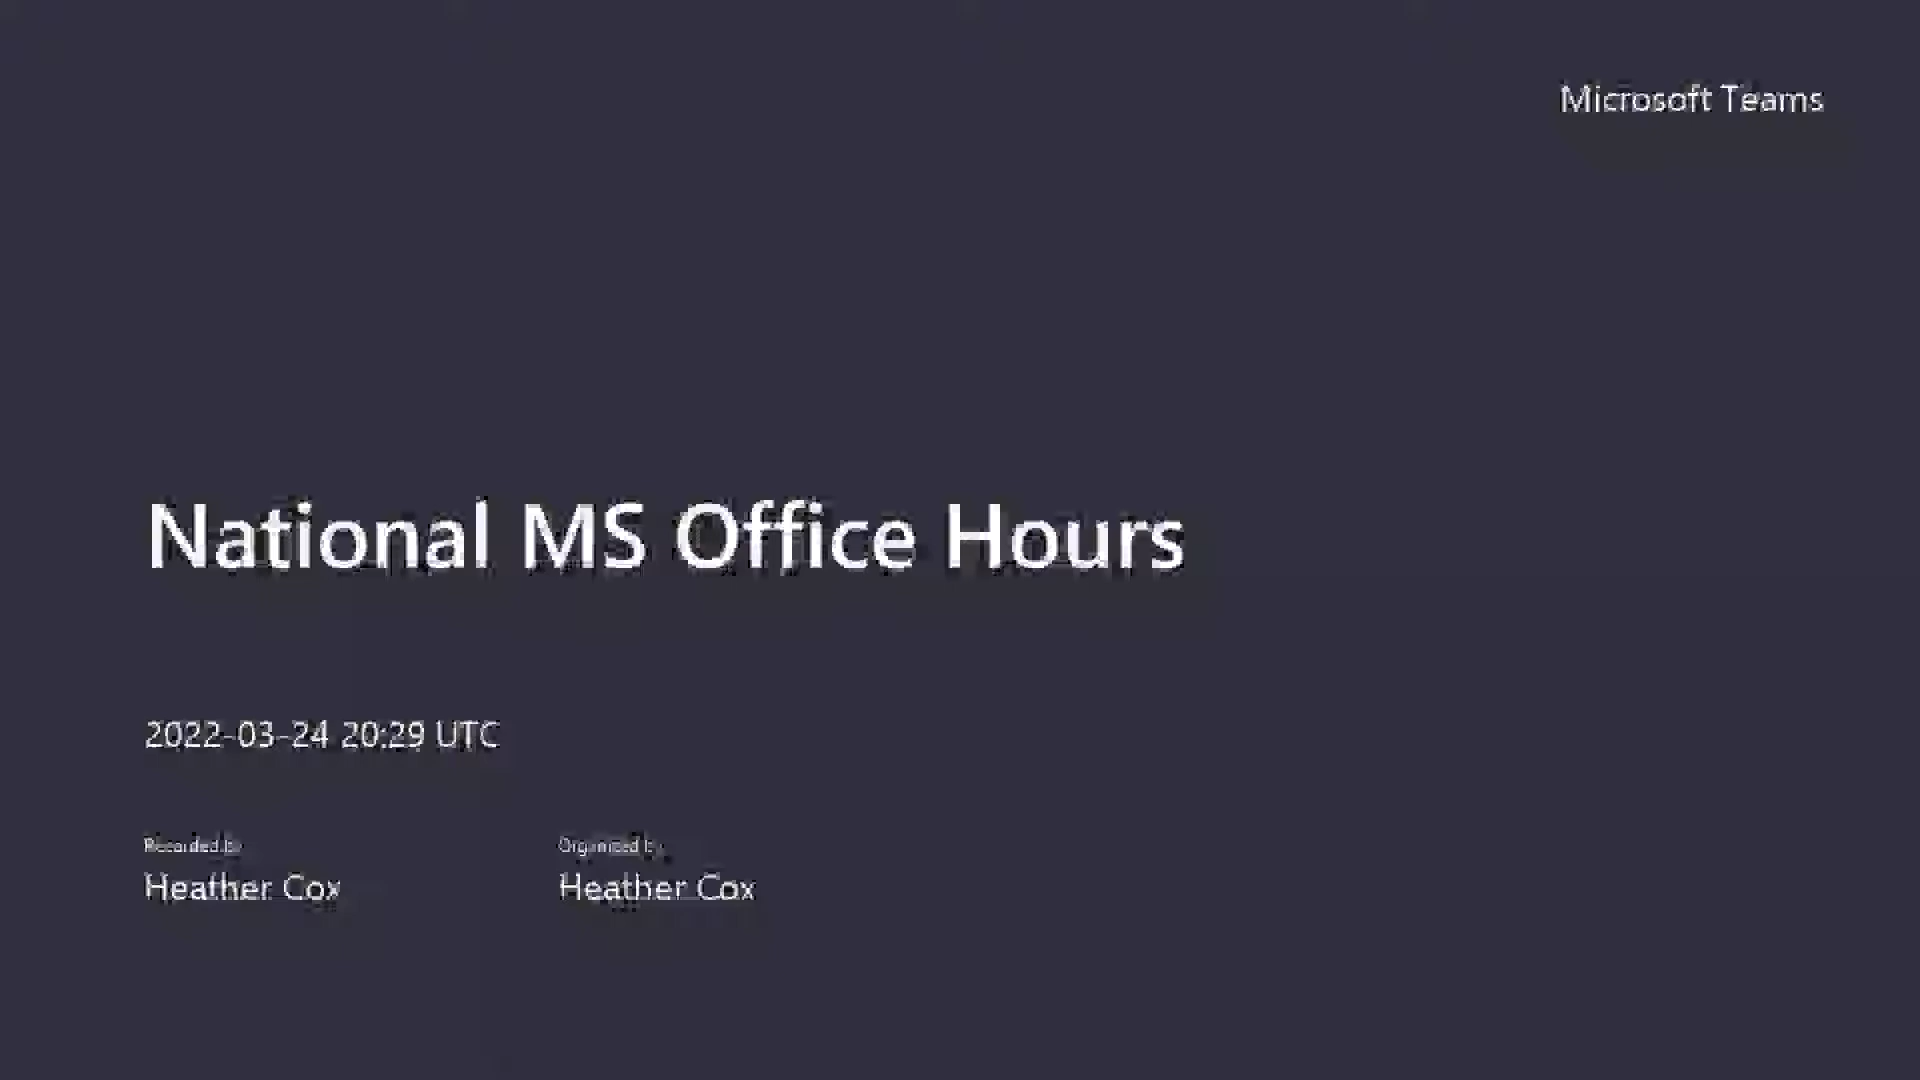 Microsoft Teams
National MS Office Hours
2022-03-24 20:29 UTC
Recorded by
Organized by
Heather Cox
Heather Cox